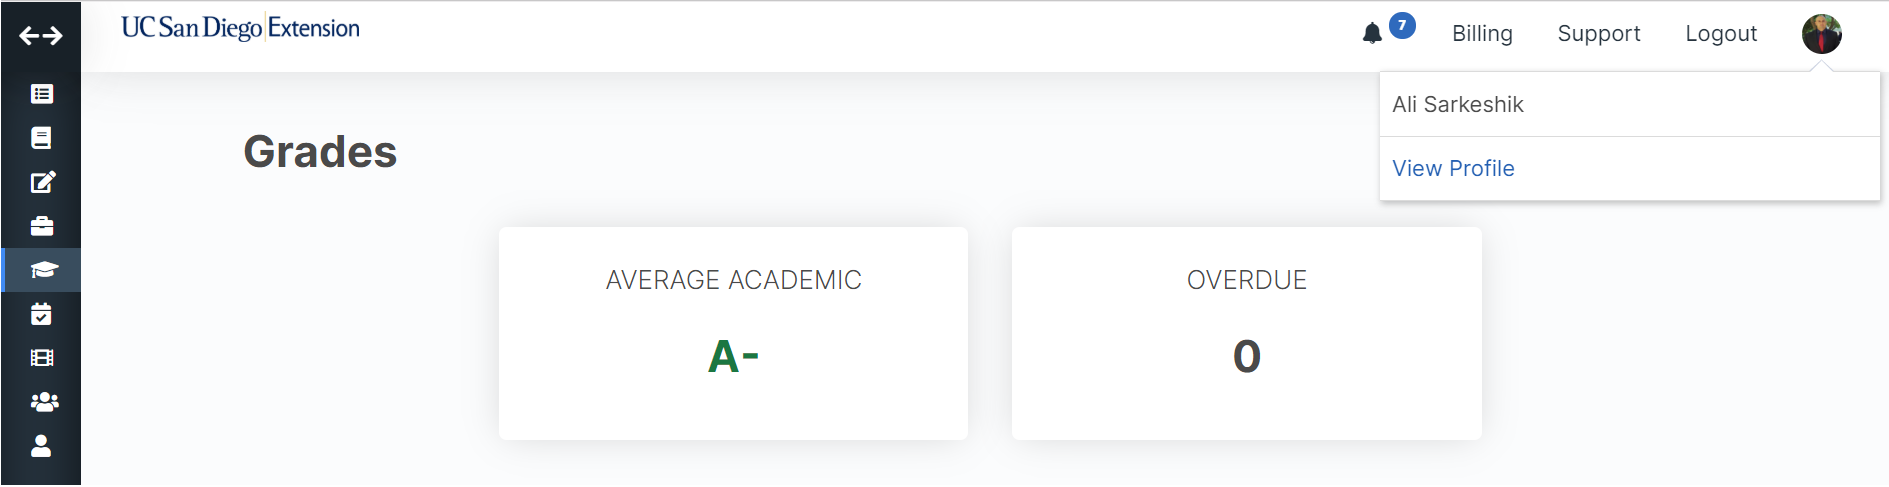 UC San Diego Extension
7
Billing
Support
Logout
Ali Sarkeshik
View Profile
Grades
AVERAGE ACADEMIC
A-
OVERDUE
0